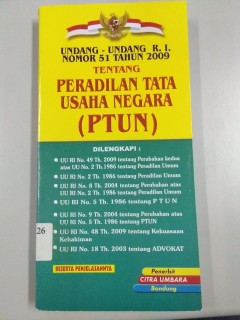 UNDANG - UNDANG R. I.
NOMOR 51 TAHUN 2009
TENTANG
PERADILAN TATA
USAHA NEGARA
(PTUN)
DILENGKAPI :
UU RI No. 49 Th. 2009 tentang Perubahan kedua
atas UU No. 2 Th. 1986 tentang Peradilan Umum
UU RI No. 2 Th. 1986 tentang Peradilan Umum
UU RI No. 8 Th. 2004 tentang Perubahan atas
UU RI No. 2 Th. 1986 tentang Peradilan Umum
UU RI No. 5 Th. 1986 tentang P T U N
UU RI No. 9 Th. 2004 tentang Perubahan atas
UU RI No. 5 Th. 1986 tentang PTUN
UU RI No. 48 Th. 2009 tentang Kekuasaan
Kehakiman
UU RI No. 18 Th. 2003 tentang ADVOKAT
26
BESERTA PENJELASANNYA
Penerbit
CITRA UMBARA
Bandung